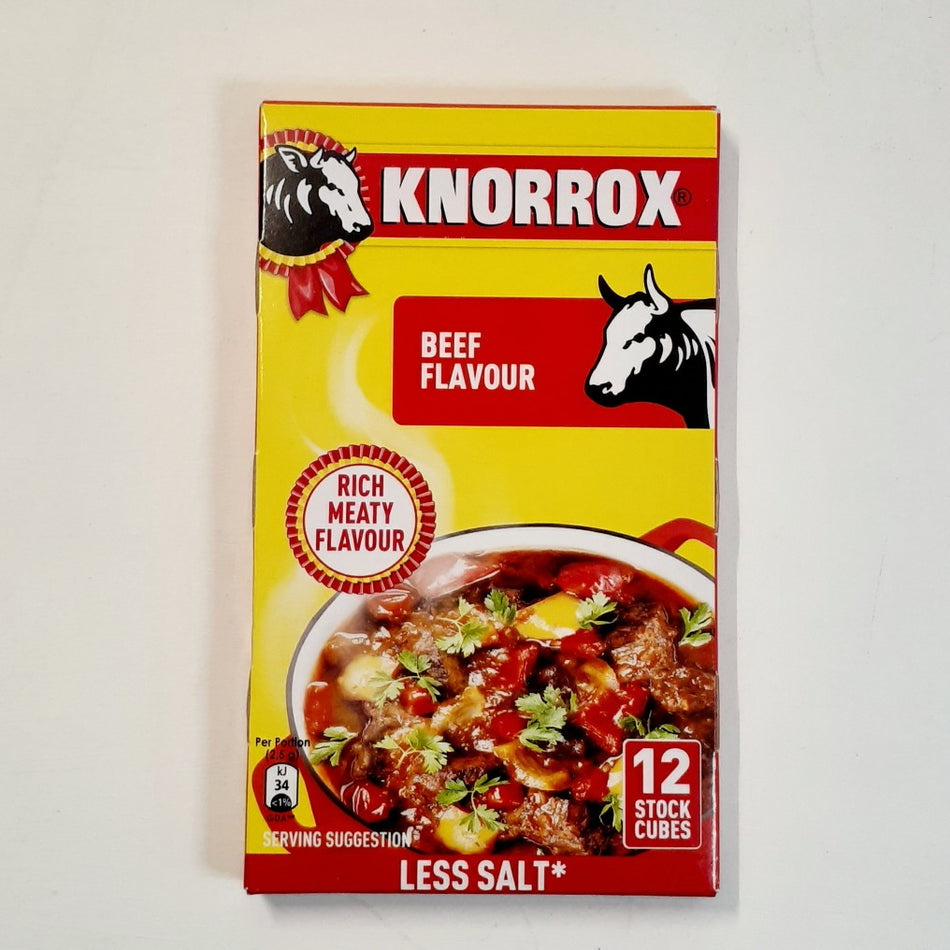 KNORROX®
BEEF
FLAVOUR
RICH
MEATY
FLAVOUR
Per Portion
(2,5 g)
kJ
34
<1%
GDA**
12
STOCK
CUBES
SERVING SUGGESTION
LESS SALT*